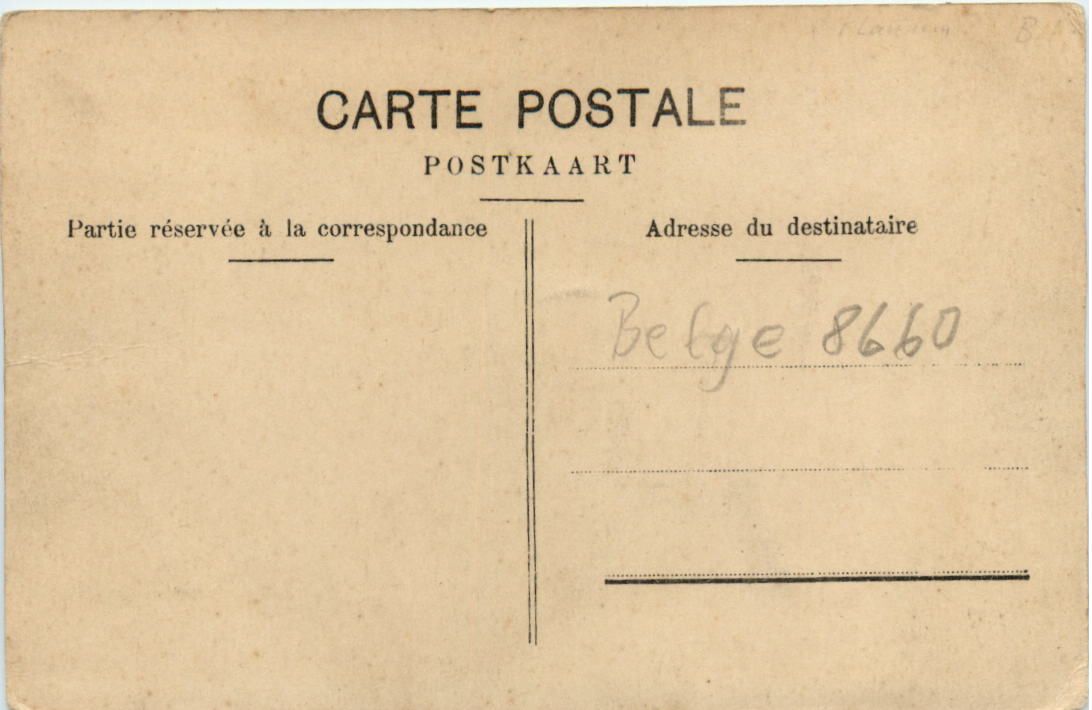 CARTE POSTALE
POSTKAART
Partie réservée à la correspondance
Adresse du destinataire
Belge 8660